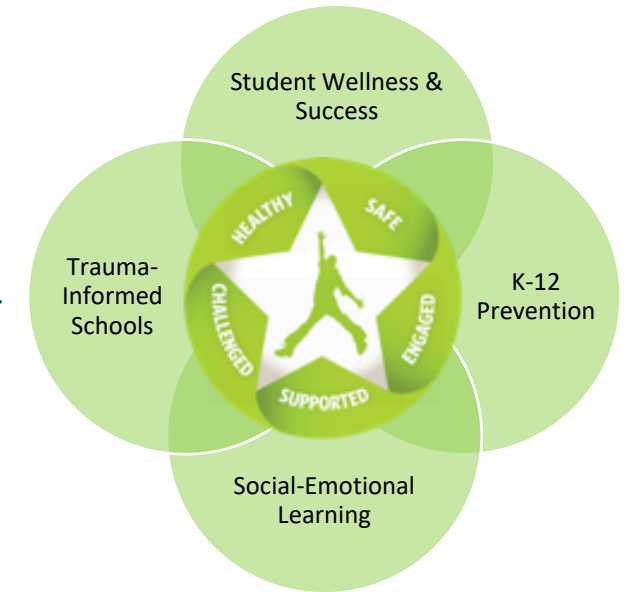 Student Wellness &
Success
HEALTHY
SAFE
Trauma-
Informed
Schools
K-12
Prevention
CHALLENGED
ENGAGED
SUPPORTED
Social-Emotional
Learning